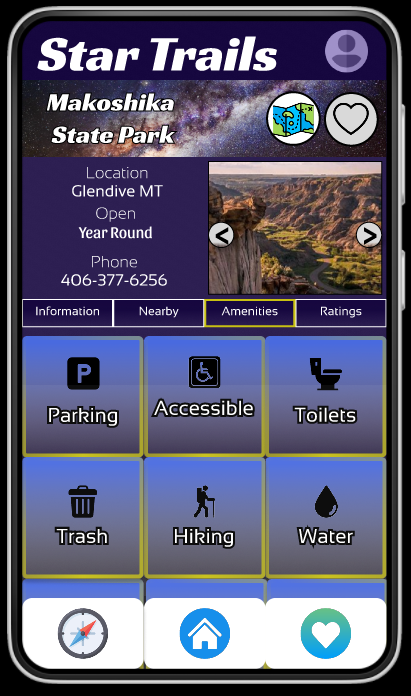 Star Trails
Makoshika
State Park
Location
Glendive MT
Open
Year Round
Phone
406-377-6256
< >
Information Nearby Amenities Ratings
P
Parking Accessible Toilets
Trash Hiking Water